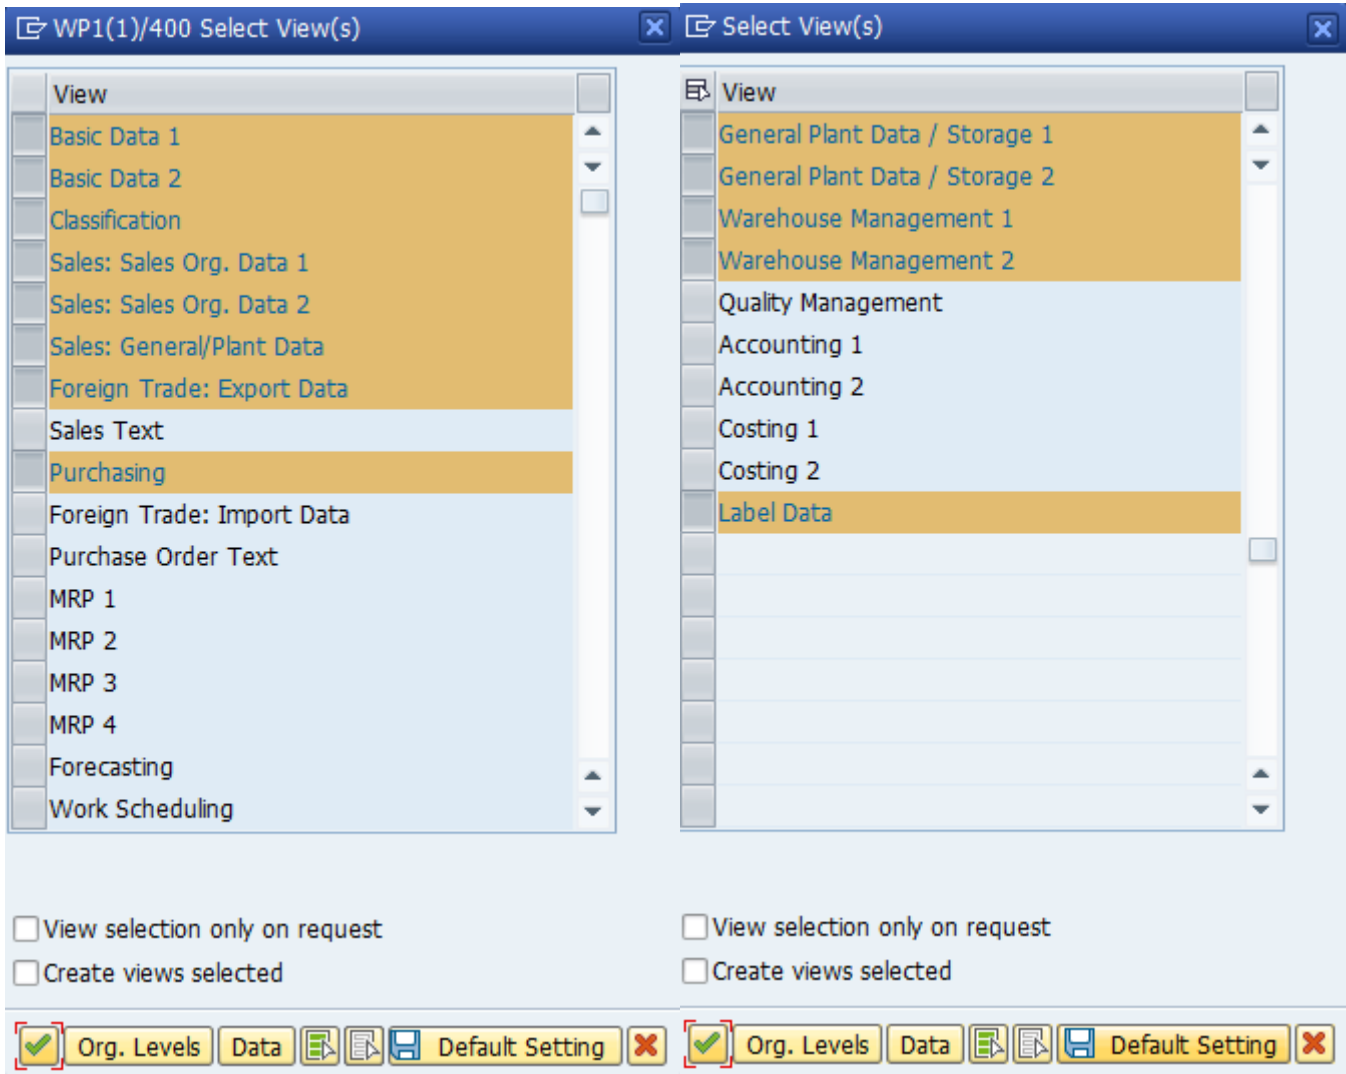 WP1(1)/400 Select View(s)
View
Basic Data 1
Basic Data 2
Classification
Sales: Sales Org. Data 1
Sales: Sales Org. Data 2
Sales: General/Plant Data
Foreign Trade: Export Data
Sales Text
Purchasing
Foreign Trade: Import Data
Purchase Order Text
MRP 1
MRP 2
MRP 3
MRP 4
Forecasting
Work Scheduling
View selection only on request
Create views selected
Org. Levels Data Default Setting
Select View(s)
View
General Plant Data / Storage 1
General Plant Data / Storage 2
Warehouse Management 1
Warehouse Management 2
Quality Management
Accounting 1
Accounting 2
Costing 1
Costing 2
Label Data
View selection only on request
Create views selected
Org. Levels Data Default Setting